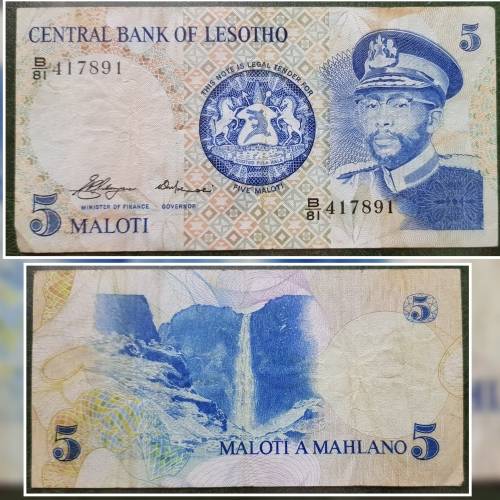 CENTRAL BANK OF LESOTHO
5
B/81 417891
THIS NOTE IS LEGAL TENDER FOR
FIVE MALOTI
MINISTER OF FINANCE
GOVERNOR
B/81 417891
5 MALOTI
5
MALOTI A MAHLANO
5
5